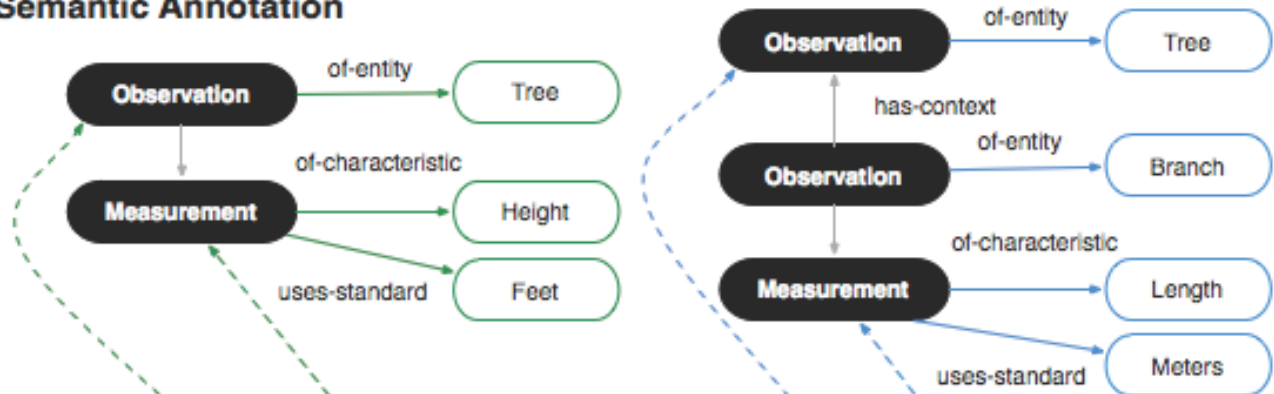 Semantic Annotation
Observation
of-entity
Tree
of-characteristic
Measurement
Height
uses-standard
Feet
Observation
of-entity
Tree
has-context
Observation
of-entity
Branch
of-characteristic
Measurement
Length
uses-standard
Meters